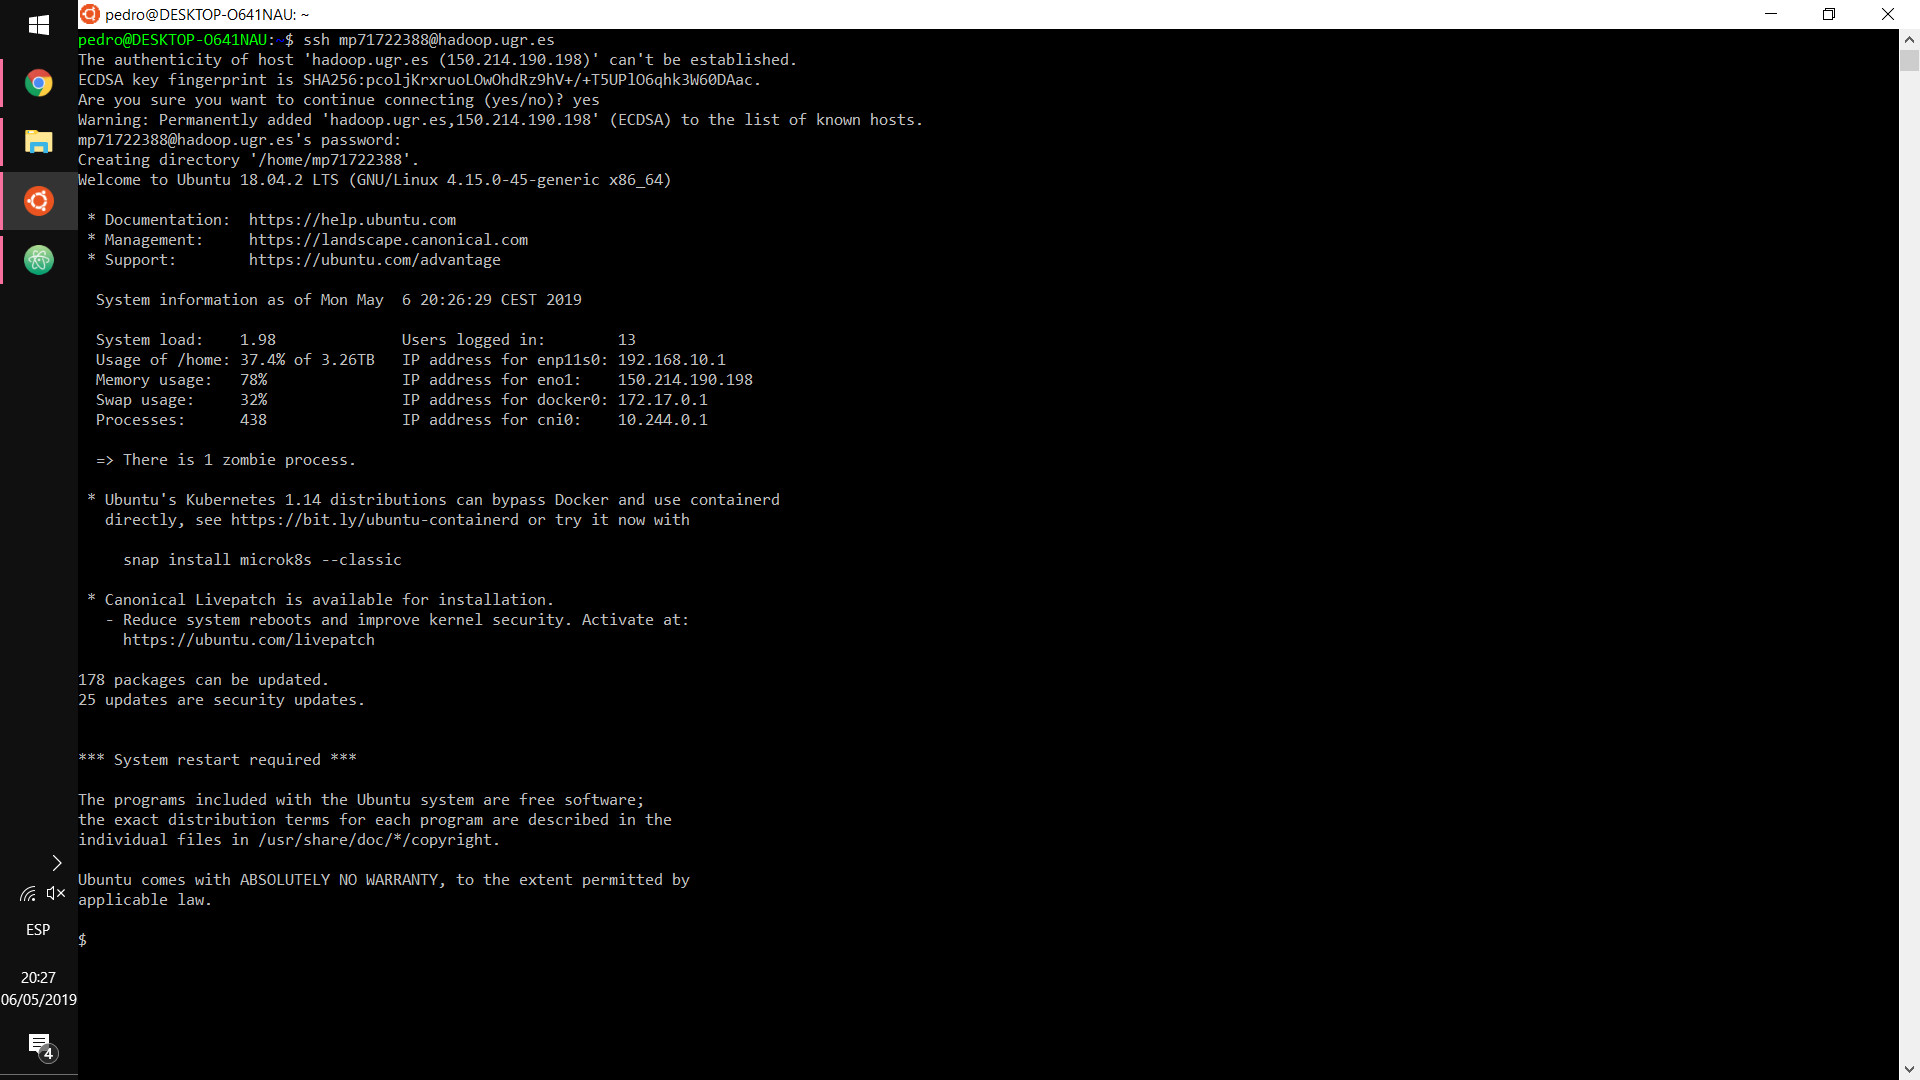 pedro@DESKTOP-O641NAU: ~
pedro@DESKTOP-O641NAU:~$ ssh mp71722388@hadoop.ugr.es
The authenticity of host 'hadoop.ugr.es (150.214.190.198)' can't be established.
ECDSA key fingerprint is SHA256:pcoljKrxruoLOwOhdRz9hV+/+T5UPlO6qhk3W60DAac.
Are you sure you want to continue connecting (yes/no)? yes
Warning: Permanently added 'hadoop.ugr.es,150.214.190.198' (ECDSA) to the list of known hosts.
mp71722388@hadoop.ugr.es's password:
Creating directory '/home/mp71722388'.
Welcome to Ubuntu 18.04.2 LTS (GNU/Linux 4.15.0-45-generic x86_64)
* Documentation:  https://help.ubuntu.com
* Management:     https://landscape.canonical.com
* Support:        https://ubuntu.com/advantage
System information as of Mon May  6 20:26:29 CEST 2019
System load:    1.98              Users logged in:        13
Usage of /home: 37.4% of 3.26TB   IP address for enp11s0: 192.168.10.1
Memory usage:   78%               IP address for eno1:    150.214.190.198
Swap usage:     32%               IP address for docker0: 172.17.0.1
Processes:      438               IP address for cni0:    10.244.0.1
=> There is 1 zombie process.
* Ubuntu's Kubernetes 1.14 distributions can bypass Docker and use containerd
directly, see https://bit.ly/ubuntu-containerd or try it now with
snap install microk8s --classic
* Canonical Livepatch is available for installation.
- Reduce system reboots and improve kernel security. Activate at:
https://ubuntu.com/livepatch
178 packages can be updated.
25 updates are security updates.
*** System restart required ***
The programs included with the Ubuntu system are free software;
the exact distribution terms for each program are described in the
individual files in /usr/share/doc/*/copyright.
Ubuntu comes with ABSOLUTELY NO WARRANTY, to the extent permitted by
applicable law.
$
ESP
20:27
06/05/2019
4